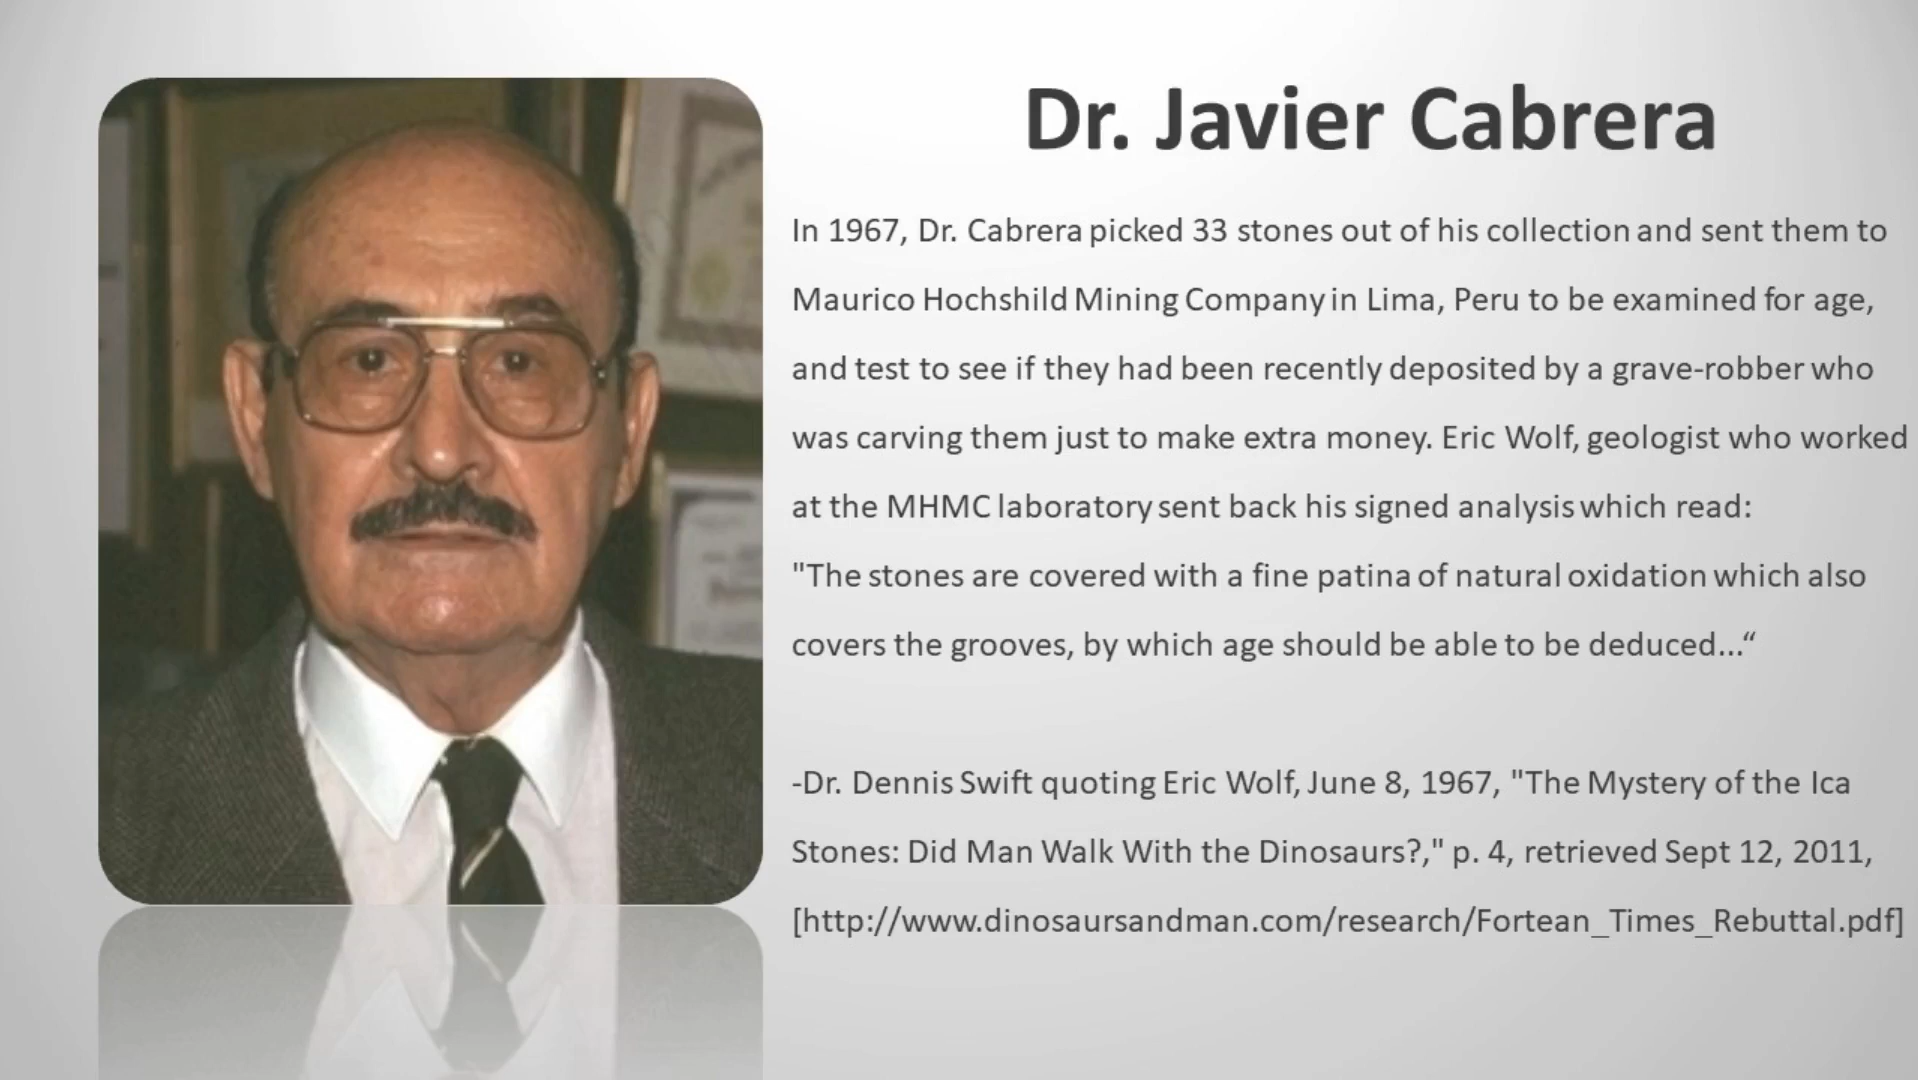 Dr. Javier Cabrera
In 1967, Dr. Cabrera picked 33 stones out of his collection and sent them to
Maurico Hochshild Mining Company in Lima, Peru to be examined for age,
and test to see if they had been recently deposited by a grave-robber who
was carving them just to make extra money. Eric Wolf, geologist who worked
at the MHMC laboratory sent back his signed analysis which read:
"The stones are covered with a fine patina of natural oxidation which also
covers the grooves, by which age should be able to be deduced...“
-Dr. Dennis Swift quoting Eric Wolf, June 8, 1967, "The Mystery of the Ica
Stones: Did Man Walk With the Dinosaurs?," p. 4, retrieved Sept 12, 2011,
[http://www.dinosaursandman.com/research/Fortean_Times_Rebuttal.pdf]